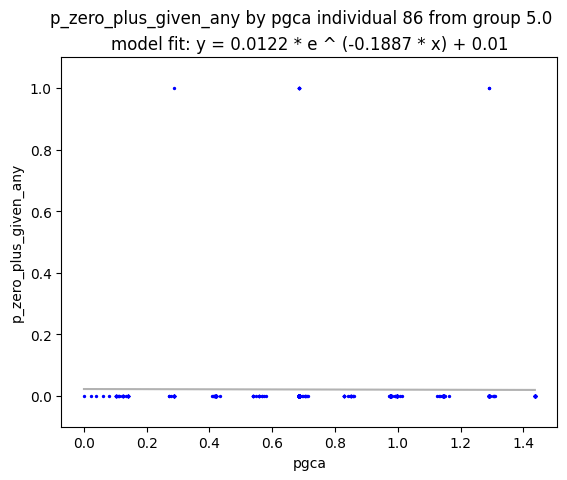 p_zero_plus_given_any by pgca individual 86 from group 5.0
model fit: y = 0.0122 * e ^ (-0.1887 * x) + 0.01
1.0
0.8
0.6
0.4
0.2
0.0
p_zero_plus_given_any
0.0 0.2 0.4 0.6 0.8 1.0 1.2 1.4
pgca